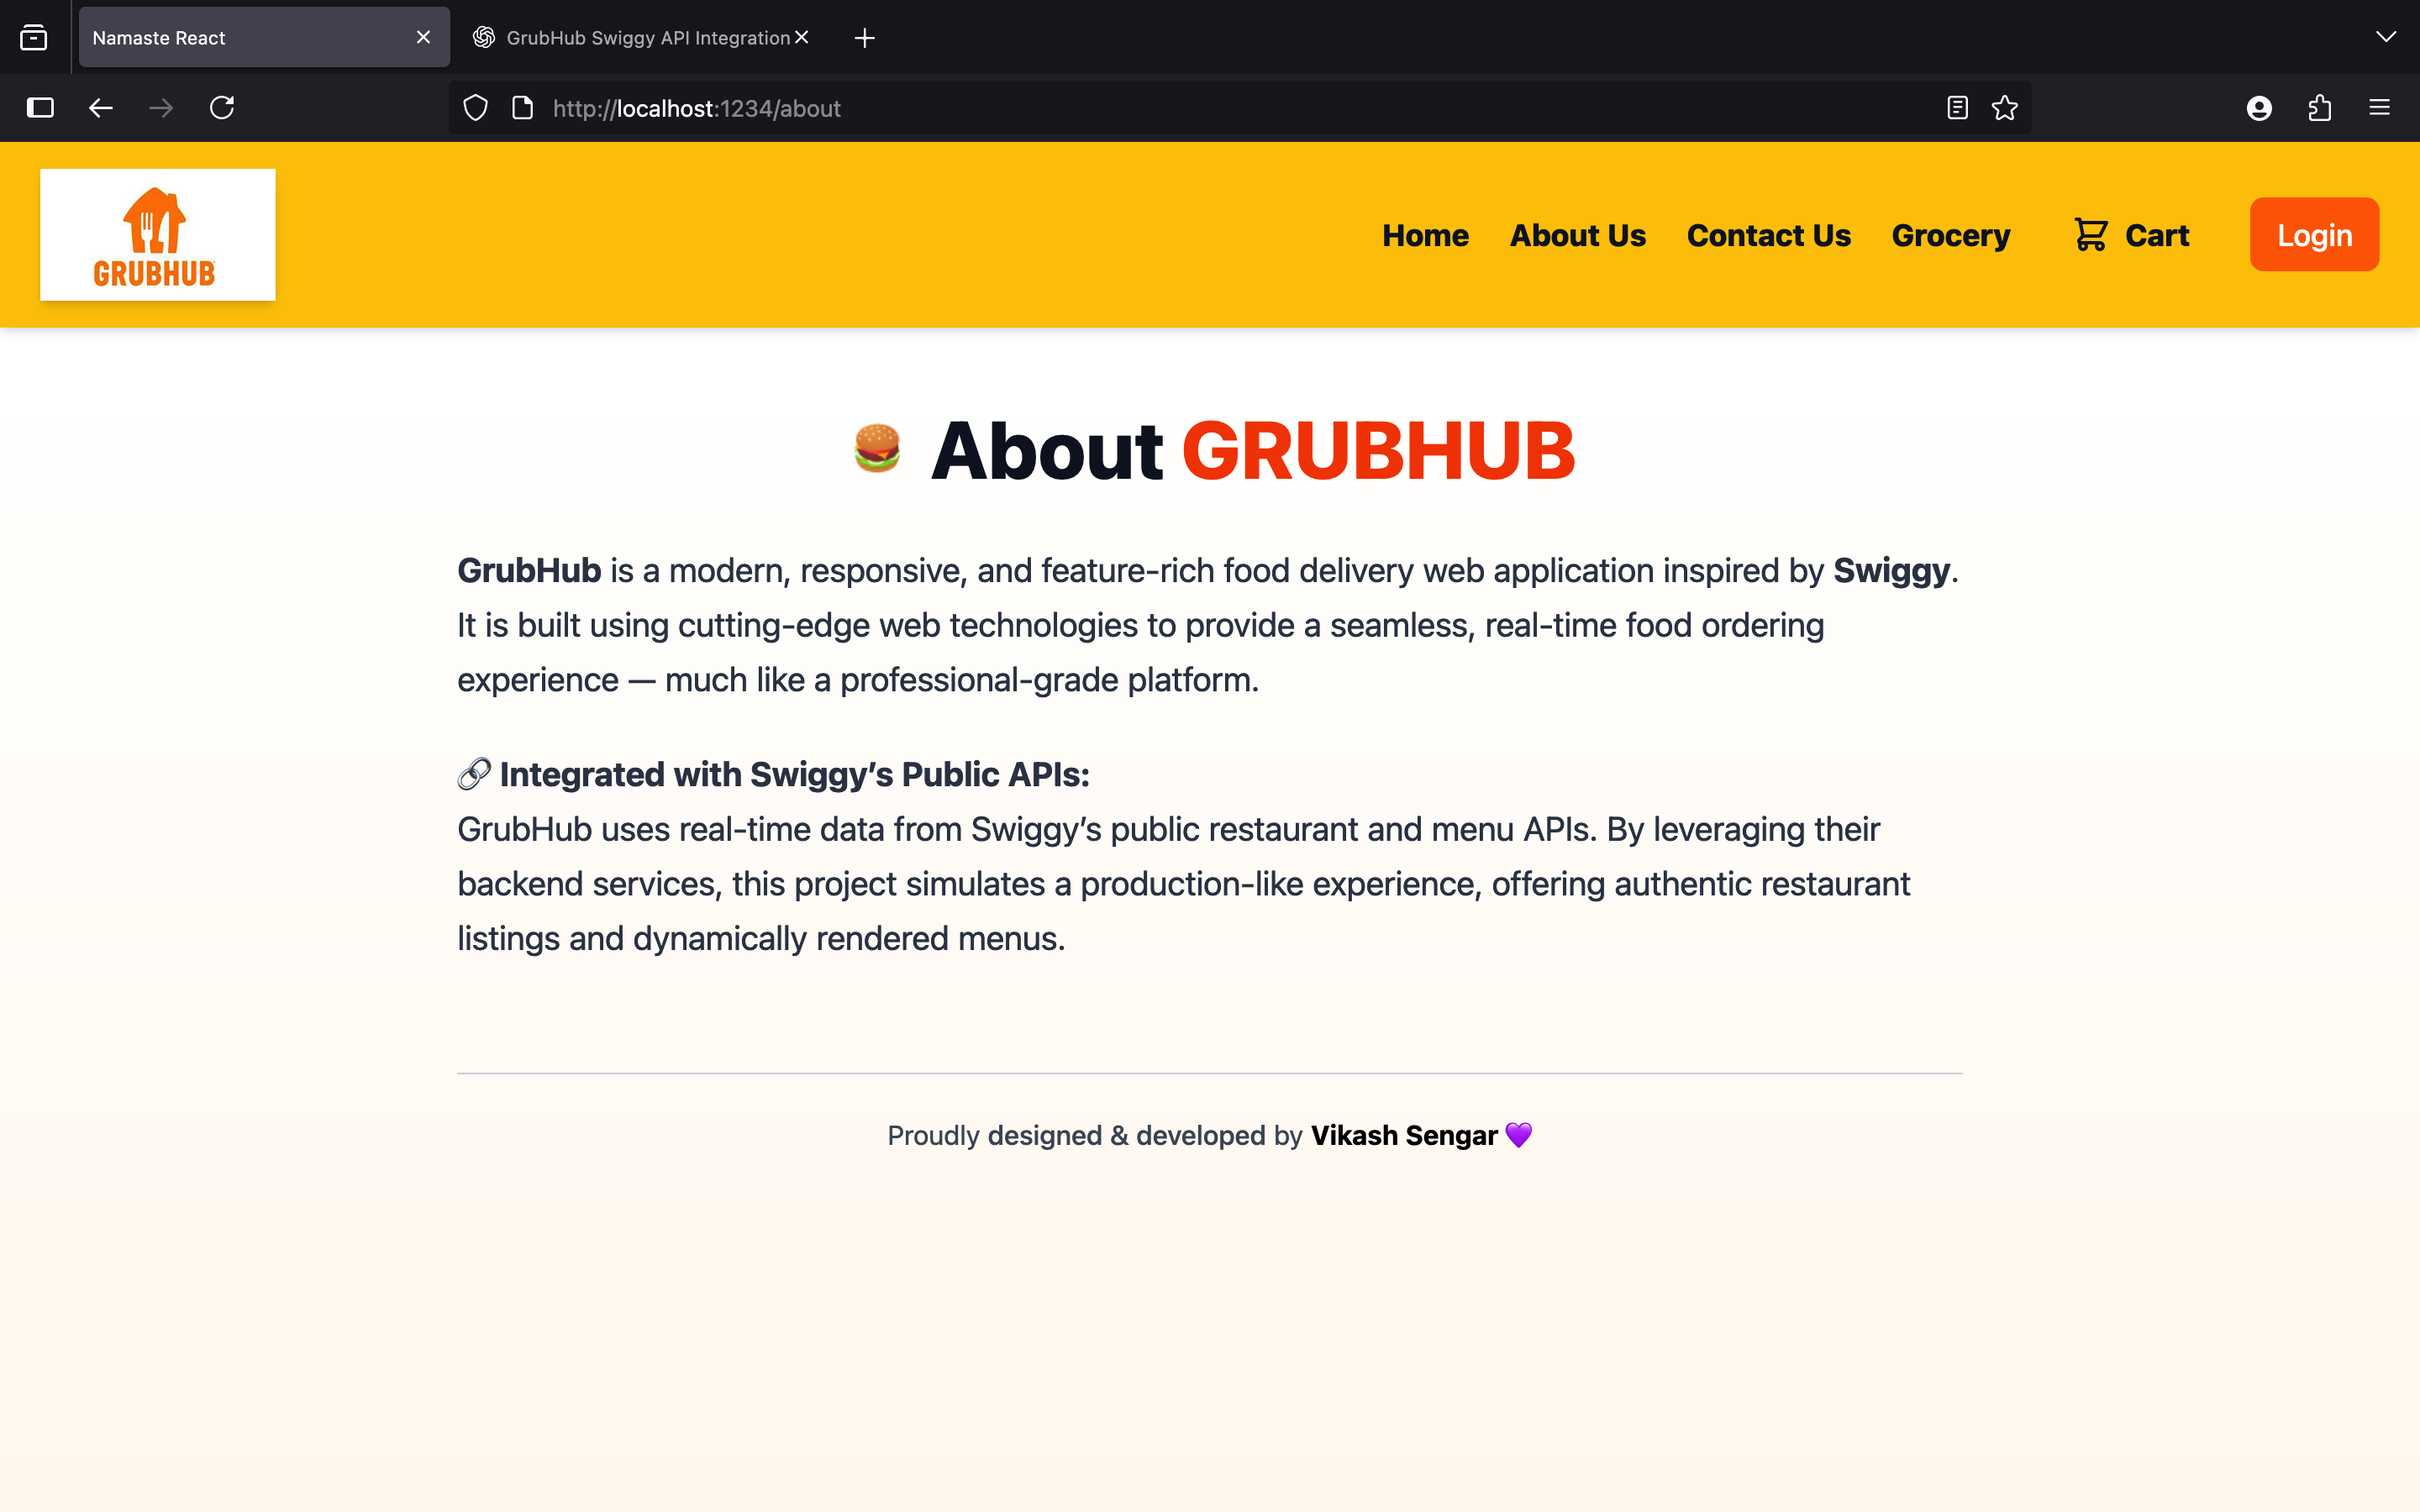 Namaste React
GrubHub Swiggy API Integration
http://localhost:1234/about
GRUBHUB
Home About Us Contact Us Grocery Cart Login
🍔 About GRUBHUB
GrubHub is a modern, responsive, and feature-rich food delivery web application inspired by Swiggy.
It is built using cutting-edge web technologies to provide a seamless, real-time food ordering
experience — much like a professional-grade platform.
🔗 Integrated with Swiggy’s Public APIs:
GrubHub uses real-time data from Swiggy’s public restaurant and menu APIs. By leveraging their
backend services, this project simulates a production-like experience, offering authentic restaurant
listings and dynamically rendered menus.
Proudly designed & developed by Vikash Sengar 💜